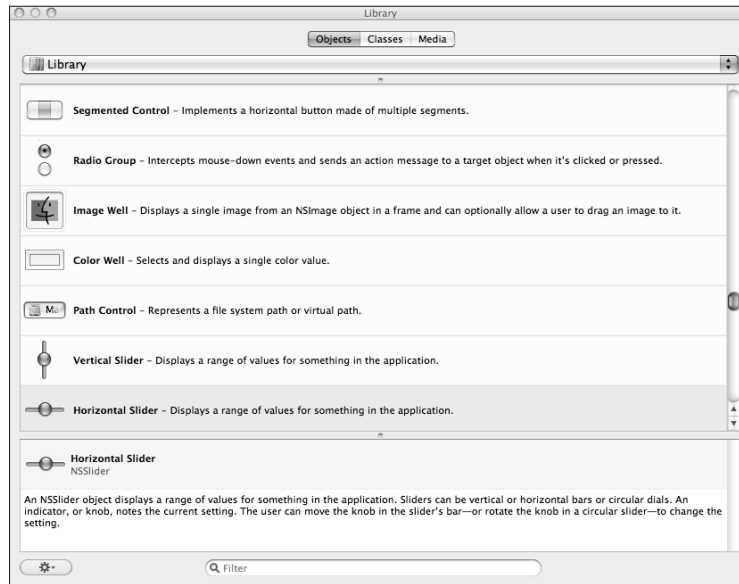 Library
Objects Classes Media
Library
Segmented Control – Implements a horizontal button made of multiple segments.
Radio Group – Intercepts mouse-down events and sends an action message to a target object when it's clicked or pressed.
Image Well – Displays a single image from an NSImage object in a frame and can optionally allow a user to drag an image to it.
Color Well – Selects and displays a single color value.
Ma
Path Control – Represents a file system path or virtual path.
Vertical Slider – Displays a range of values for something in the application.
Horizontal Slider – Displays a range of values for something in the application.
Horizontal Slider
NSSlider
An NSSlider object displays a range of values for something in the application. Sliders can be vertical or horizontal bars or circular dials. An
indicator, or knob, notes the current setting. The user can move the knob in the slider's bar—or rotate the knob in a circular slider—to change the
setting.
Filter